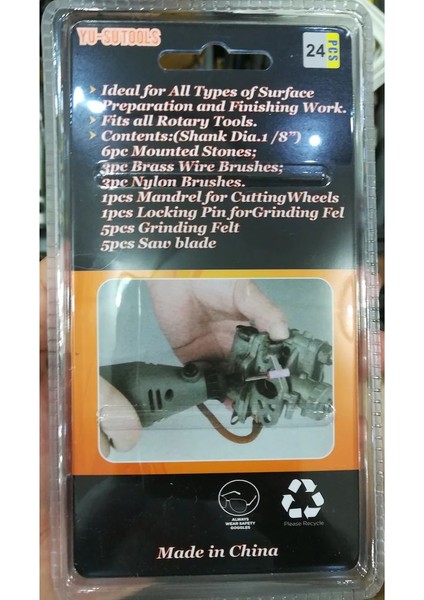 YU-SUTOOLS
24 PCS
Ideal for All Types of Surface
Preparation and Finishing Work.
Fits all Rotary Tools.
Contents:(Shank Dia.1/8")
6pc Mounted Stones;
3pc Brass Wire Brushes;
3pc Nylon Brushes.
1pcs Mandrel for CuttingWheels
1pcs Locking Pin forGrinding Fel
5pcs Grinding Felt
5pcs Saw blade
ALWAYS
WEAR SAFETY
GOGGLES
Please Recycle
Made in China